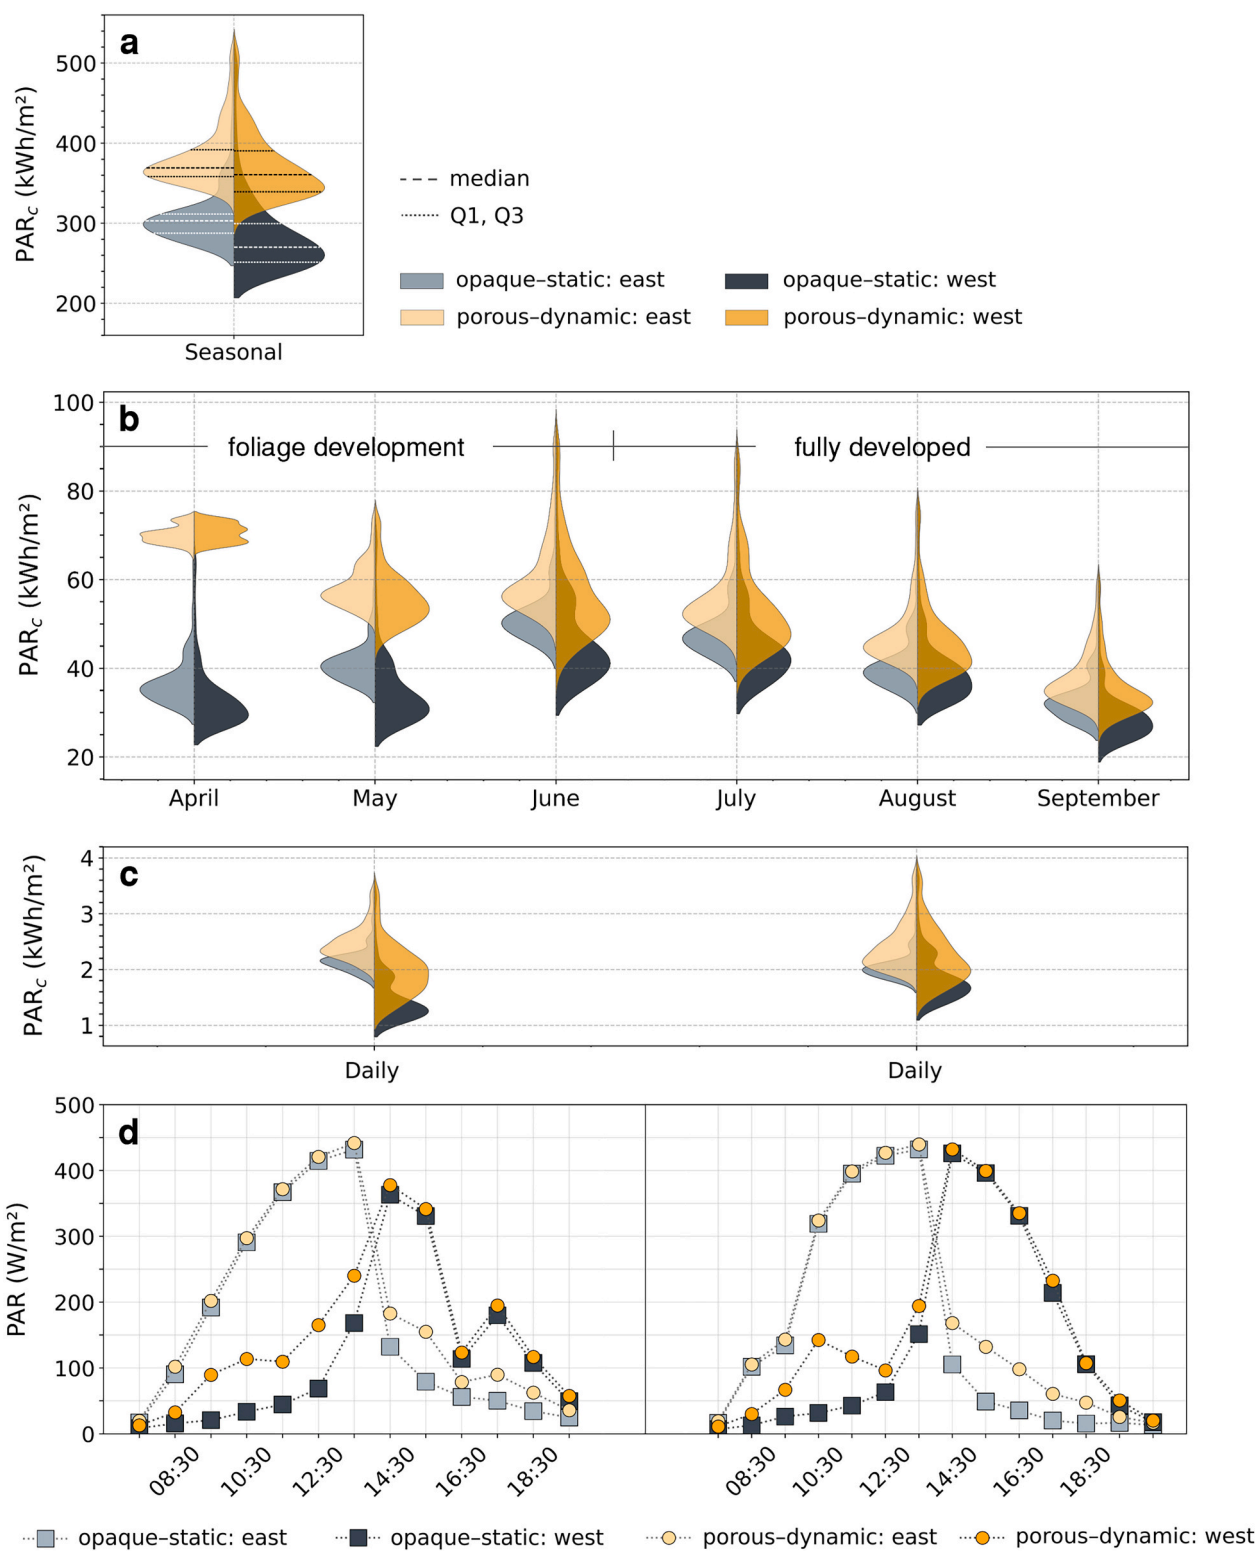 a
PARc (kWh/m²)
500
400
300
200
Seasonal
median
Q1, Q3
opaque–static: east
opaque–static: west
porous–dynamic: east
porous–dynamic: west
b
PARc (kWh/m²)
100
80
60
40
20
foliage development
fully developed
April May June July August September
c
PARc (kWh/m²)
4
3
2
1
Daily Daily
d
PAR (W/m²)
500
400
300
200
100
0
08:30 10:30 12:30 14:30 16:30 18:30 08:30 10:30 12:30 14:30 16:30 18:30
opaque–static: east opaque–static: west porous–dynamic: east porous–dynamic: west